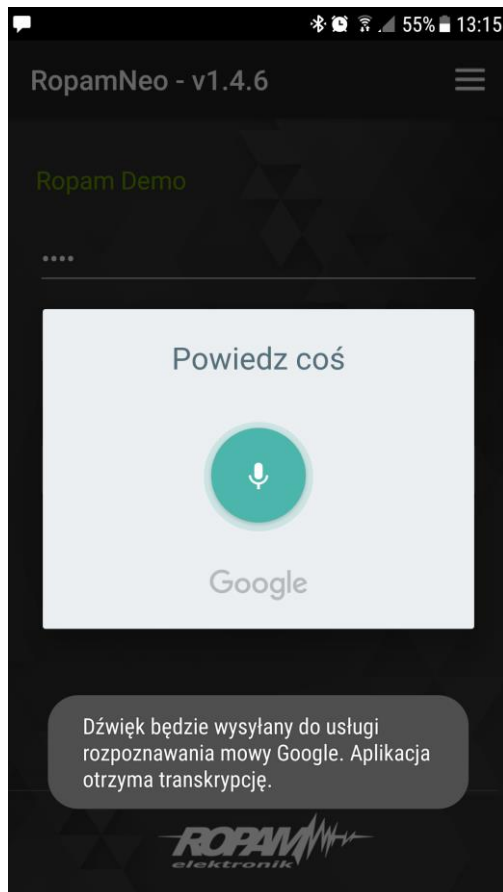 55% 13:15
RopamNeo - v1.4.6
Ropam Demo
••••
Powiedz coś
Google
Dźwięk będzie wysyłany do usługi
rozpoznawania mowy Google. Aplikacja
otrzyma transkrypcję.
ROPAM
elektronik